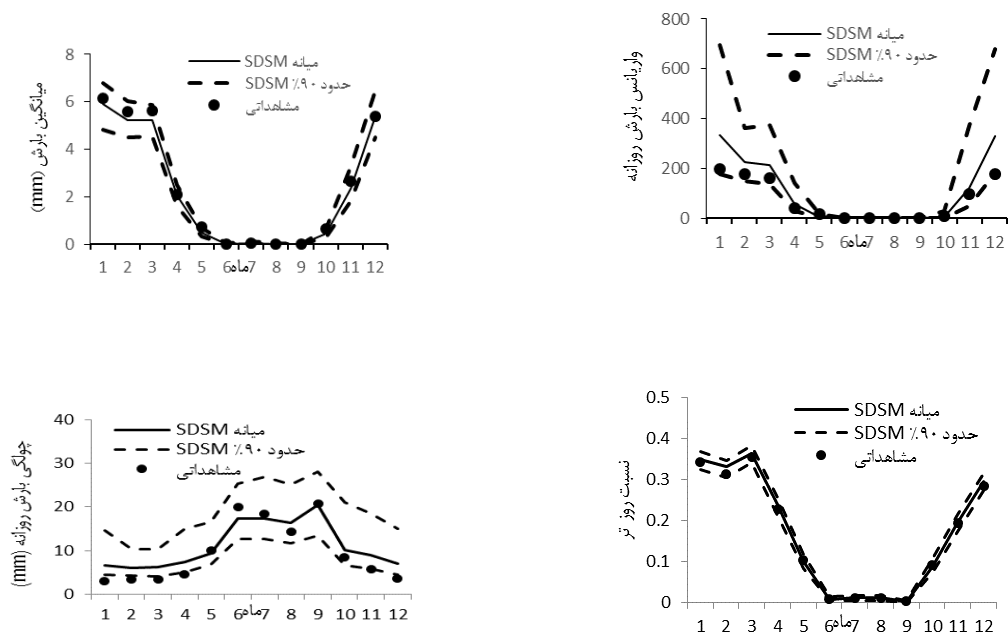 میانگین بارش (mm)
8
6
4
2
0
میانه SDSM
حدود ۹۰٪ SDSM
مشاهداتی
1 2 3 4 5 6 7 8 9 10 11 12
ماه
واریانس بارش روزانه
800
600
400
200
0
میانه SDSM
حدود ۹۰٪ SDSM
مشاهداتی
1 2 3 4 5 6 7 8 9 10 11 12
ماه
چولگی بارش روزانه (mm)
40
30
20
10
0
میانه SDSM
حدود ۹۰٪ SDSM
مشاهداتی
1 2 3 4 5 6 7 8 9 10 11 12
ماه
نسبت روز تر
0.5
0.4
0.3
0.2
0.1
0
میانه SDSM
حدود ۹۰٪ SDSM
مشاهداتی
1 2 3 4 5 6 7 8 9 10 11 12
ماه